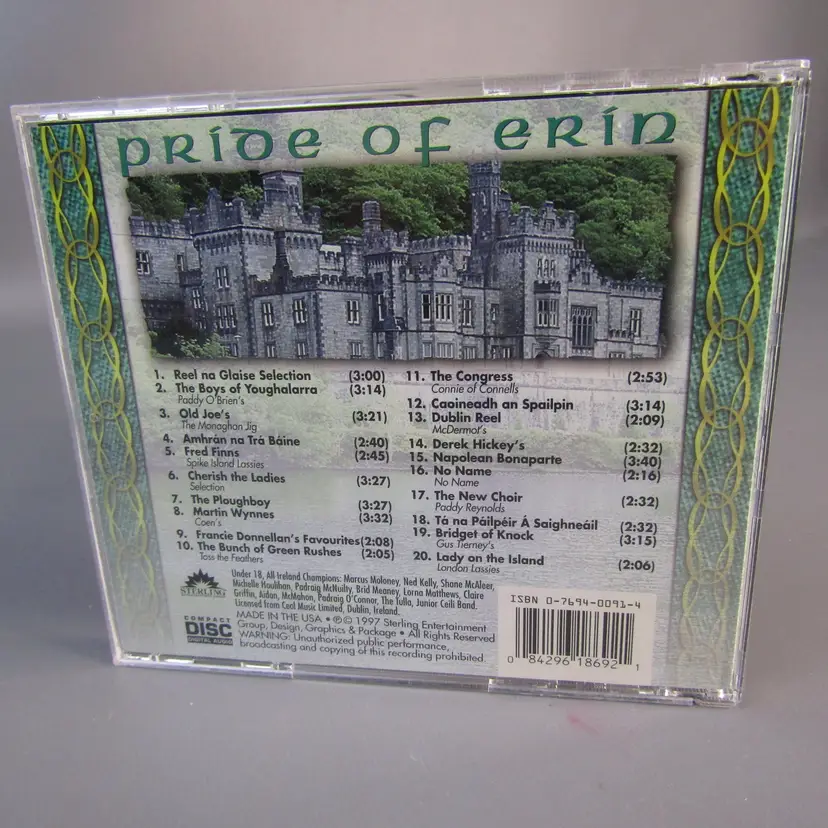 PRIDE OF ERIN
1. Reel na Glaise Selection (3:00)
2. The Boys of Youghalarra (3:14)
Paddy O'Brien's
3. Old Joe's (3:21)
The Monaghan Jig
4. Amhrán na Trá Báine (2:40)
5. Fred Finns (2:45)
Spike Island Lassies
6. Cherish the Ladies (3:27)
Selection
7. The Ploughboy (3:27)
8. Martin Wynnes (3:32)
Coen's
9. Francie Donnellan's Favourites (2:08)
10. The Bunch of Green Rushes (2:05)
Toss the Feathers
11. The Congress (2:53)
Connie of Connells
12. Caoineadh an Spailpin (3:14)
13. Dublin Reel (2:09)
McDermot's
14. Derek Hickey's (2:32)
15. Napolean Bonaparte (3:40)
16. No Name (2:16)
No Name
17. The New Choir (2:32)
Paddy Reynolds
18. Tá na Páilpéir Á Saighneáil (2:32)
19. Bridget of Knock (3:15)
Gus Tierney's
20. Lady on the Island (2:06)
London Lassies
STERLING
Under 18, All Ireland Champions: Marcus Moloney, Ned Kelly, Shane McAleer,
Michelle Houlihan, Padraig McNulty, Brid Meaney, Lorna Matthews, Claire
Griffin, Aidan, McMahon, Padraig O'Connor, The Tulla, Junior Ceili Band.
Licensed from Ceol Music Limited, Dublin, Ireland.
COMPACT
DISC
DIGITAL AUDIO
MADE IN THE USA • ℗© 1997 Sterling Entertainment
Group, Design, Graphics & Package • All Rights Reserved
WARNING: Unauthorized public performance,
broadcasting and copying of this recording prohibited.
ISBN 0-7694-0091-4
0 84296 18692 1